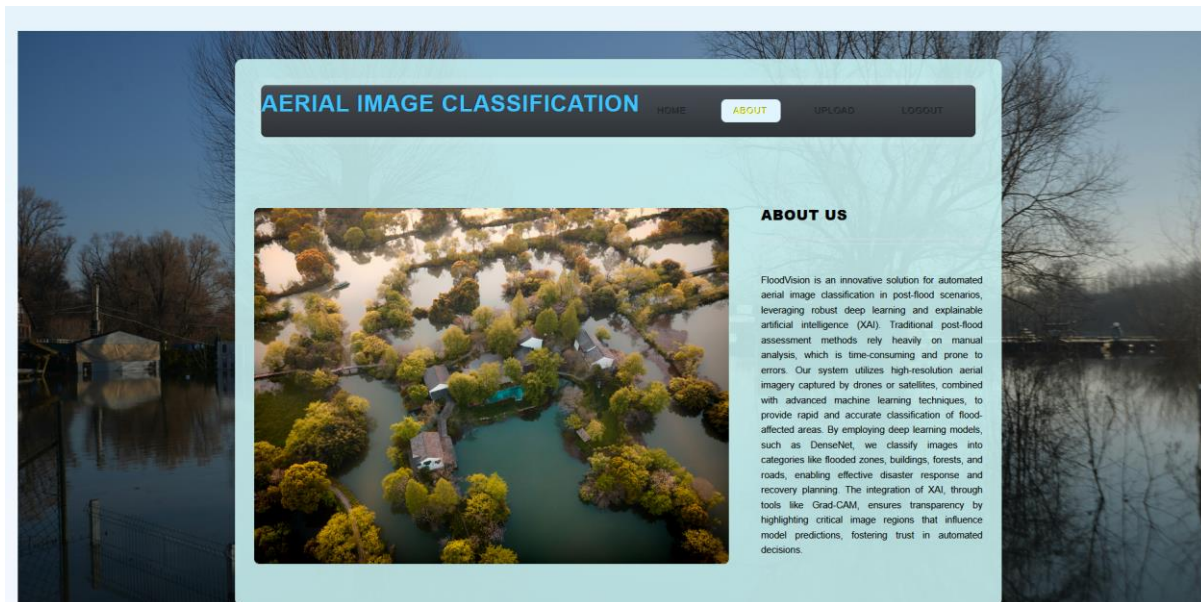 AERIAL IMAGE CLASSIFICATION
HOME ABOUT UPLOAD LOGOUT
ABOUT US
FloodVision is an innovative solution for automated
aerial image classification in post-flood scenarios,
leveraging robust deep learning and explainable
artificial intelligence (XAI). Traditional post-flood
assessment methods rely heavily on manual
analysis, which is time-consuming and prone to
errors. Our system utilizes high-resolution aerial
imagery captured by drones or satellites, combined
with advanced machine learning techniques, to
provide rapid and accurate classification of flood-
affected areas. By employing deep learning models,
such as DenseNet, we classify images into
categories like flooded zones, buildings, forests, and
roads, enabling effective disaster response and
recovery planning. The integration of XAI, through
tools like Grad-CAM, ensures transparency by
highlighting critical image regions that influence
model predictions, fostering trust in automated
decisions.